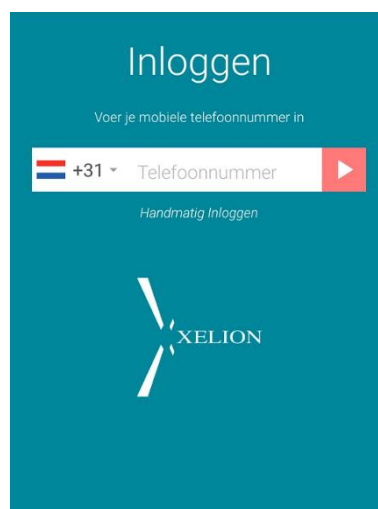 Inloggen
Voer je mobiele telefoonnummer in
+31 Telefoonnummer
Handmatig Inloggen
XELION